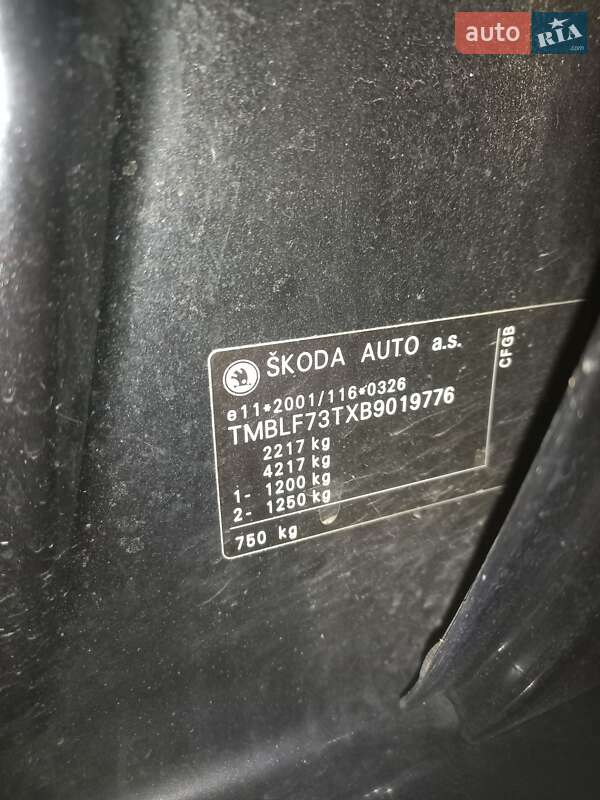 auto RIA .com
ŠKODA AUTO a.s.
e11*2001/116*0326
TMBLF73TXB9019776
2217 kg
4217 kg
1- 1200 kg
2- 1250 kg
750 kg
CFGB